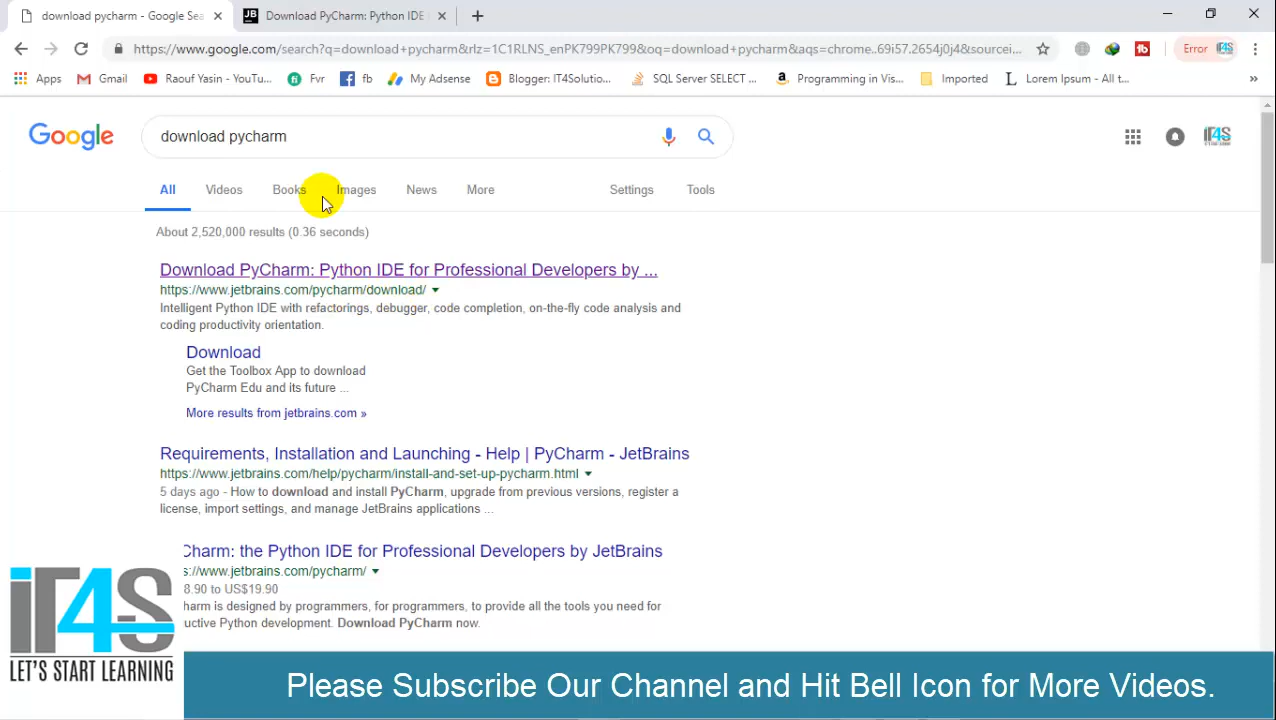 download pycharm - Google Sea
JB Download PyCharm: Python IDE
https://www.google.com/search?q=download+pycharm&rlz=1C1RLNS_enPK799PK799&oq=download+pycharm&aqs=chrome..69i57.2654j0j4&sourcei...
Error
Apps Gmail Raouf Yasin - YouTu... Fvr fb My Adsense Blogger: IT4Solutio... SQL Server SELECT ... Programming in Vis... Imported Lorem Ipsum - All t... »
Google download pycharm
All Videos Books Images News More Settings Tools
About 2,520,000 results (0.36 seconds)
Download PyCharm: Python IDE for Professional Developers by ...
https://www.jetbrains.com/pycharm/download/
Intelligent Python IDE with refactorings, debugger, code completion, on-the-fly code analysis and
coding productivity orientation.
Download
Get the Toolbox App to download
PyCharm Edu and its future ...
More results from jetbrains.com »
Requirements, Installation and Launching - Help | PyCharm - JetBrains
https://www.jetbrains.com/help/pycharm/install-and-set-up-pycharm.html
5 days ago - How to download and install PyCharm, upgrade from previous versions, register a
license, import settings, and manage JetBrains applications ...
Charm: the Python IDE for Professional Developers by JetBrains
s://www.jetbrains.com/pycharm/
8.90 to US$19.90
harm is designed by programmers, for programmers, to provide all the tools you need for
uctive Python development. Download PyCharm now.
iT4S
LET'S START LEARNING
Please Subscribe Our Channel and Hit Bell Icon for More Videos.